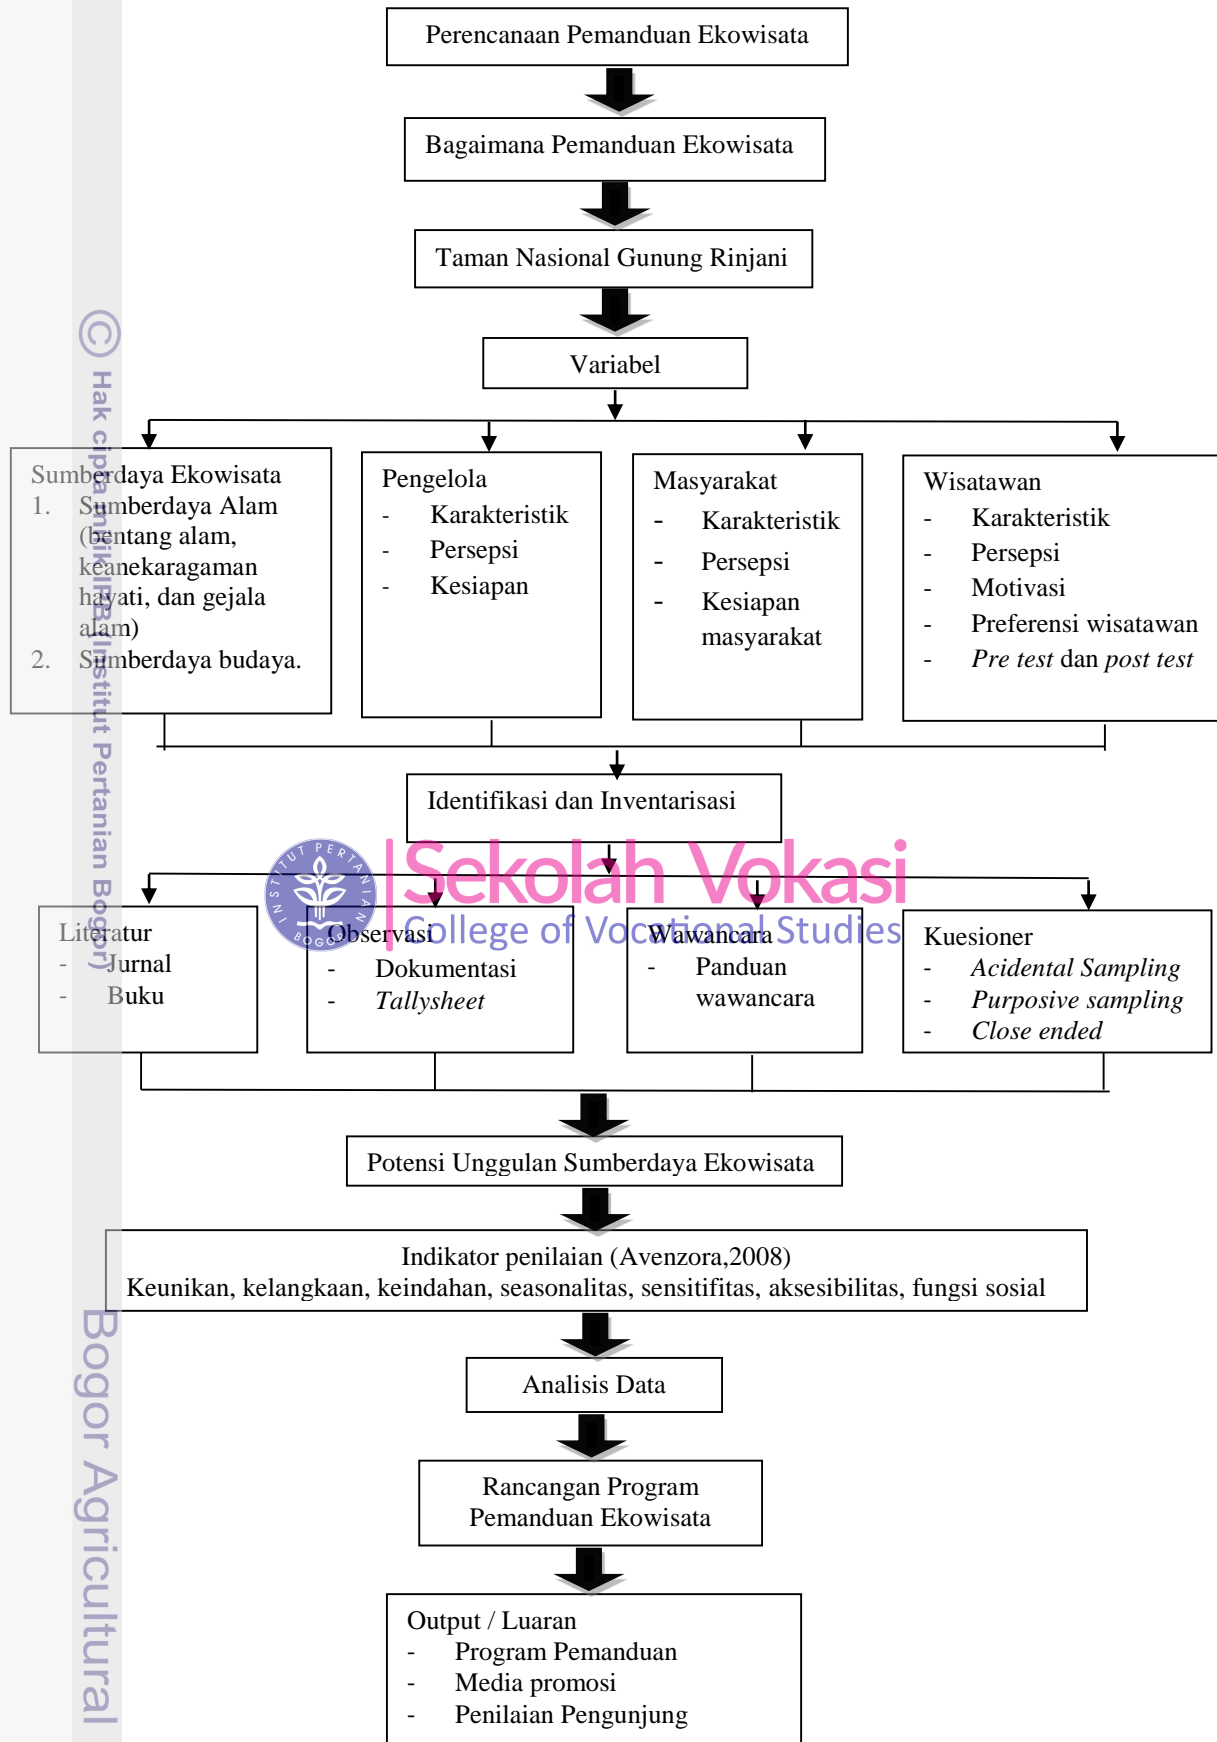 Perencanaan Pemanduan Ekowisata
Bagaimana Pemanduan Ekowisata
Taman Nasional Gunung Rinjani
Variabel
Sumberdaya Ekowisata
1. Sumberdaya Alam
(bentang alam,
keanekaragaman
hayati, dan gejala
alam)
2. Sumberdaya budaya.
Pengelola
- Karakteristik
- Persepsi
- Kesiapan
Masyarakat
- Karakteristik
- Persepsi
- Kesiapan
masyarakat
Wisatawan
- Karakteristik
- Persepsi
- Motivasi
- Preferensi wisatawan
- Pre test dan post test
Identifikasi dan Inventarisasi
Literatur
- Jurnal
- Buku
Observasi
- Dokumentasi
- Tallysheet
Wawancara
- Panduan
wawancara
Kuesioner
- Acidental Sampling
- Purposive sampling
- Close ended
Potensi Unggulan Sumberdaya Ekowisata
Indikator penilaian (Avenzora,2008)
Keunikan, kelangkaan, keindahan, seasonalitas, sensitifitas, aksesibilitas, fungsi sosial
Analisis Data
Rancangan Program
Pemanduan Ekowisata
Output / Luaran
- Program Pemanduan
- Media promosi
- Penilaian Pengunjung
© Hak cipta milik IPB (Institut Pertanian Bogor)
Bogor Agricultural
INSTITUT PERTANIAN
BOGOR
Sekolah Vokasi
College of Vocational Studies